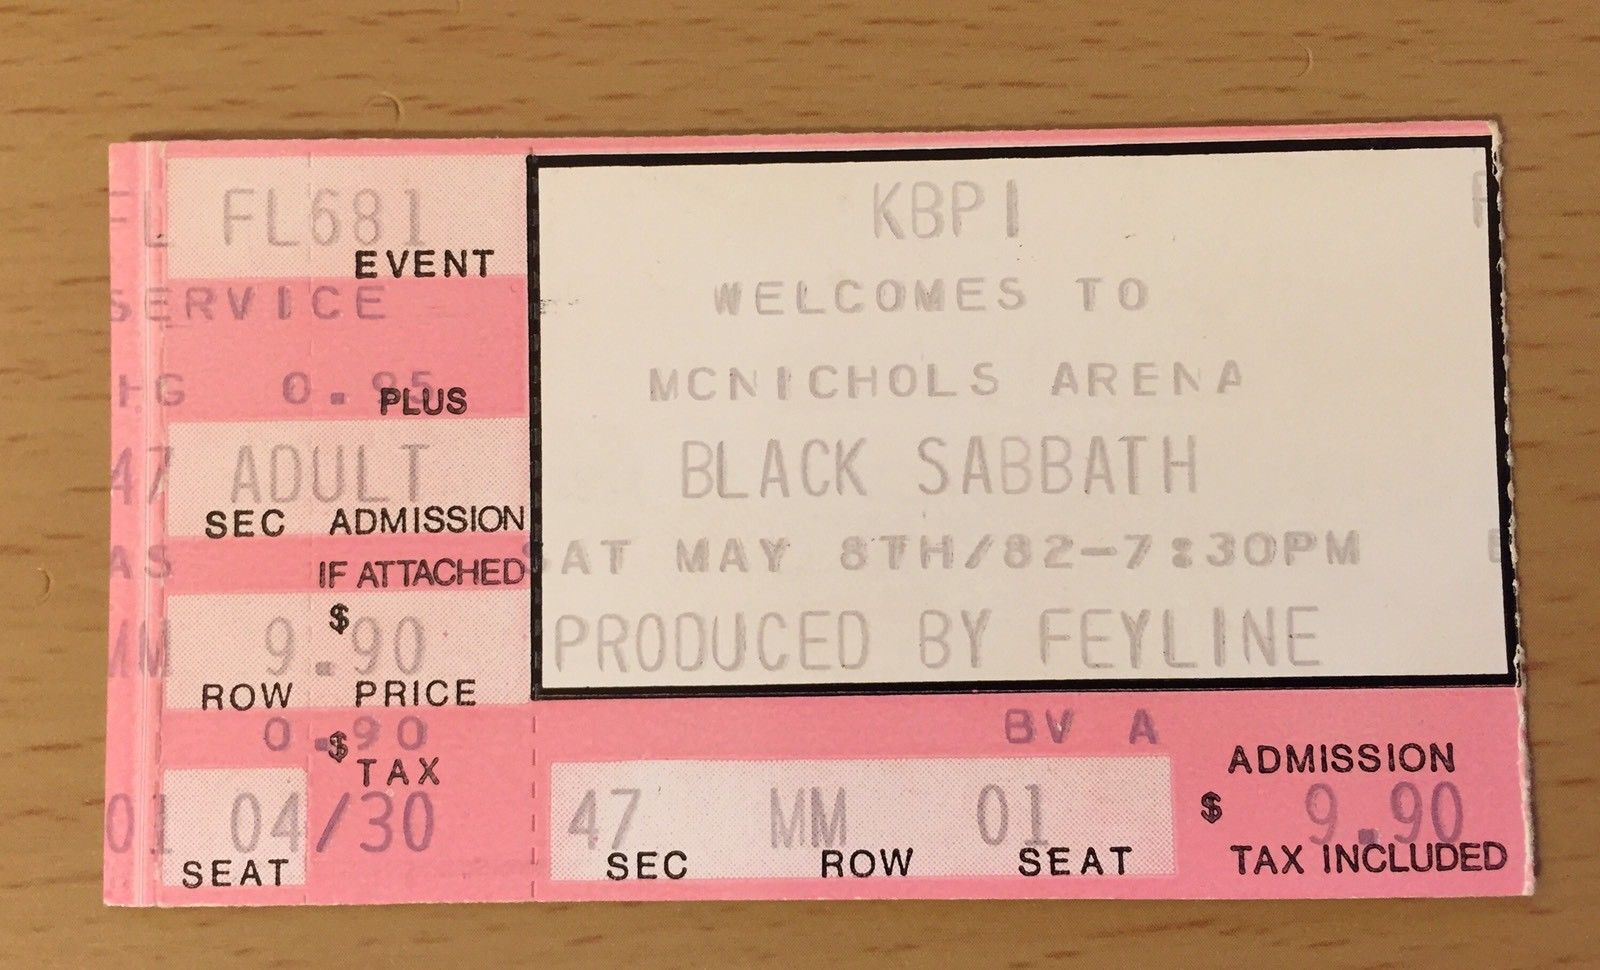 FL FL681
EVENT
SERVICE
0.95
PLUS
47 ADULT
SEC ADMISSION
AS
IF ATTACHED
MM $ 9.90
ROW PRICE
0.90
$
TAX
01 04/30
SEAT
KBPI
WELCOMES TO
MCNICHOLS ARENA
BLACK SABBATH
SAT MAY 8TH/82-7:30PM
PRODUCED BY FEYLINE
BV A
47 MM 01
SEC ROW SEAT
ADMISSION
$ 9.90
TAX INCLUDED